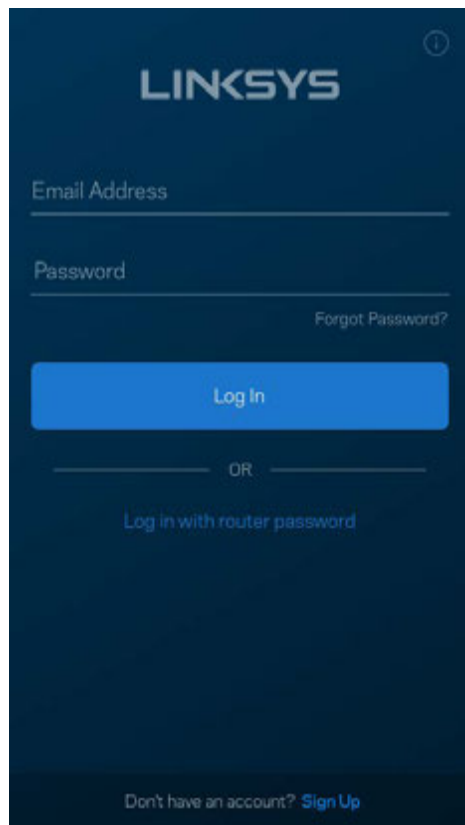 LINKSYS
Email Address
Password
Forgot Password?
Log In
OR
Log in with router password
Don't have an account? Sign Up